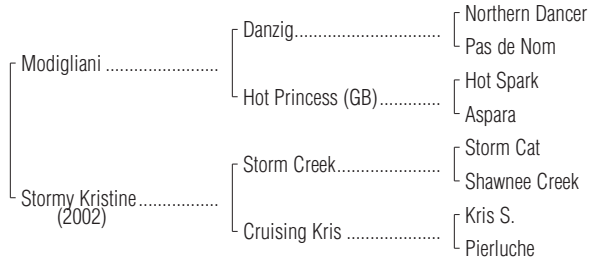 Northern Dancer
Danzig..............................
Pas de Nom
Modigliani .......................
Hot Spark
Hot Princess (GB).............
Aspara
Storm Cat
Storm Creek.....................
Shawnee Creek
Stormy Kristine................
(2002)
Kris S.
Cruising Kris ...................
Pierluche